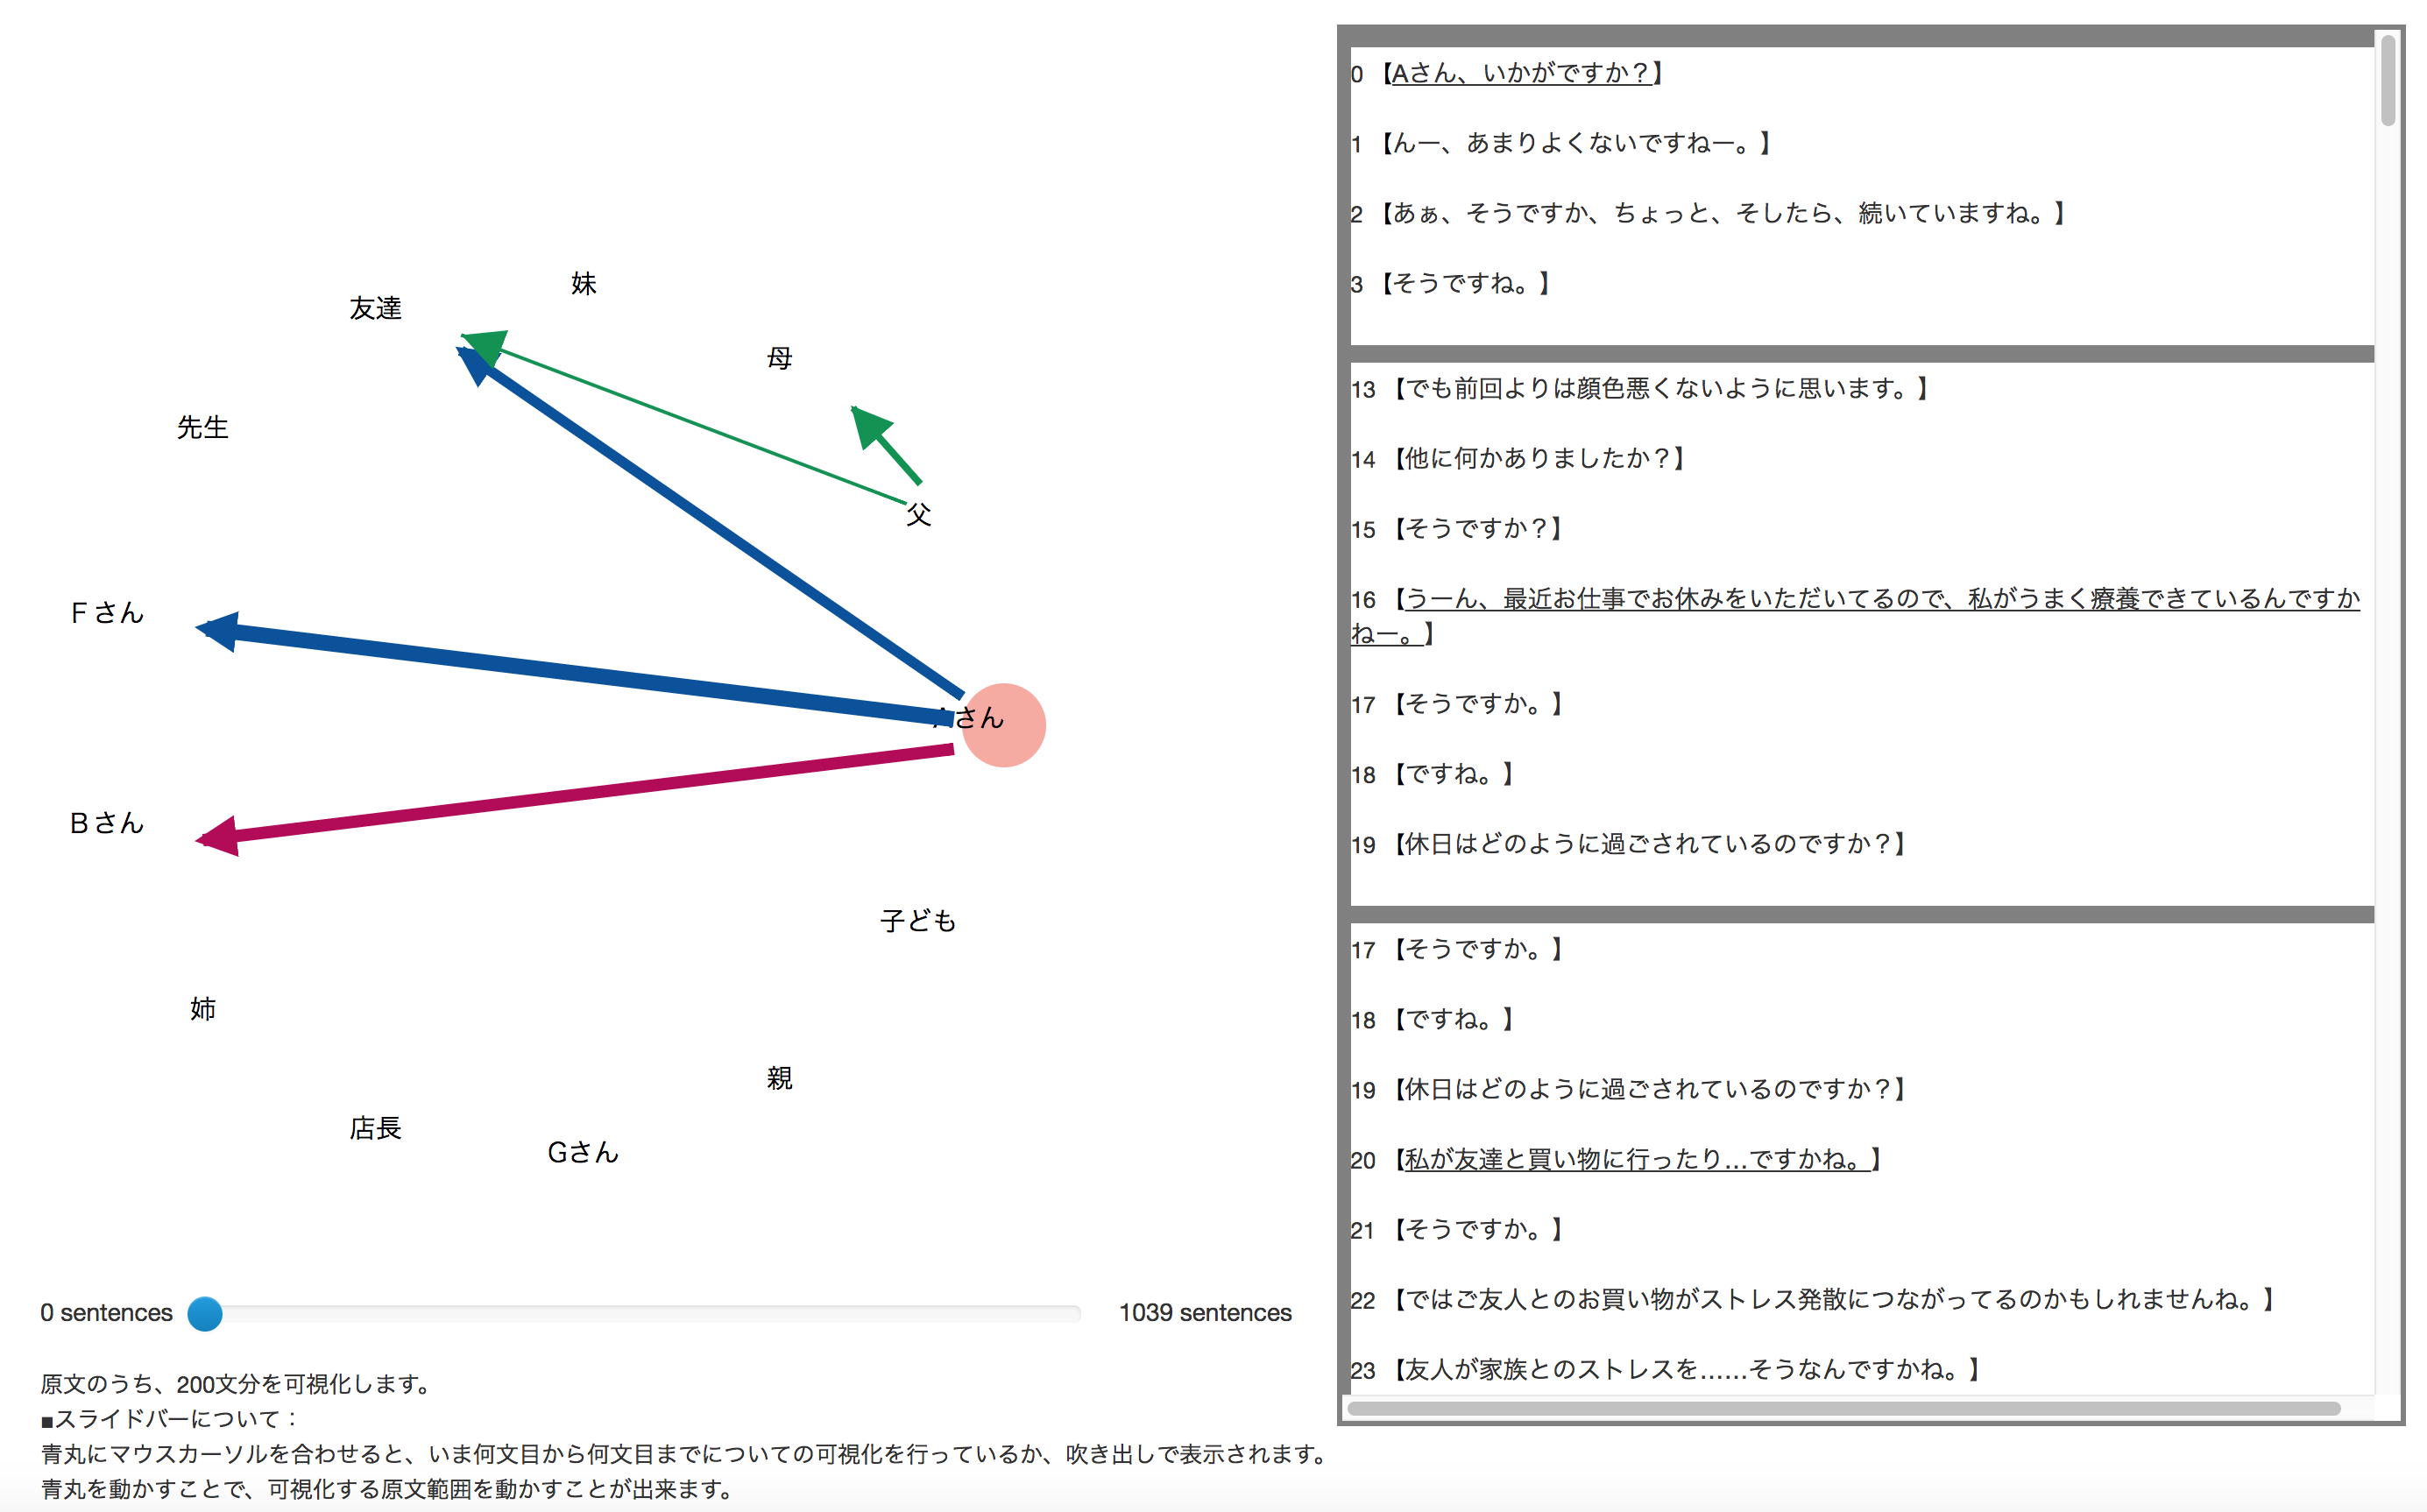 妹
友達
母
先生
父
Fさん
Aさん
Bさん
子ども
姉
親
店長
Gさん
0 sentences
1039 sentences
原文のうち、200文分を可視化します。
■スライドバーについて：
青丸にマウスカーソルを合わせると、いま何文目から何文目までについての可視化を行っているか、吹き出しで表示されます。
青丸を動かすことで、可視化する原文範囲を動かすことが出来ます。
0 【Aさん、いかがですか？】
1 【んー、あまりよくないですねー。】
2 【あぁ、そうですか、ちょっと、そしたら、続いていますね。】
3 【そうですね。】
13 【でも前回よりは顔色悪くないように思います。】
14 【他に何かありましたか？】
15 【そうですか？】
16 【うーん、最近お仕事でお休みをいただいてるので、私がうまく療養できているんですか
ねー。】
17 【そうですか。】
18 【ですね。】
19 【休日はどのように過ごされているのですか？】
17 【そうですか。】
18 【ですね。】
19 【休日はどのように過ごされているのですか？】
20 【私が友達と買い物に行ったり…ですかね。】
21 【そうですか。】
22 【ではご友人とのお買い物がストレス発散につながってるのかもしれませんね。】
23 【友人が家族とのストレスを……そうなんですかね。】